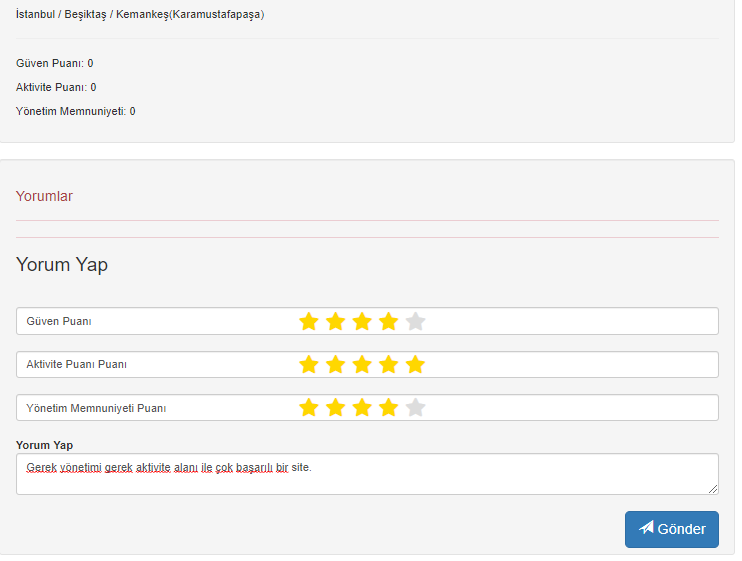 İstanbul / Beşiktaş / Kemankeş(Karamustafapaşa)
Güven Puanı: 0
Aktivite Puanı: 0
Yönetim Memnuniyeti: 0
Yorumlar
Yorum Yap
Güven Puanı
Aktivite Puanı Puanı
Yönetim Memnuniyeti Puanı
Yorum Yap
Gerek yönetimi gerek aktivite alanı ile çok başarılı bir site.
Gönder